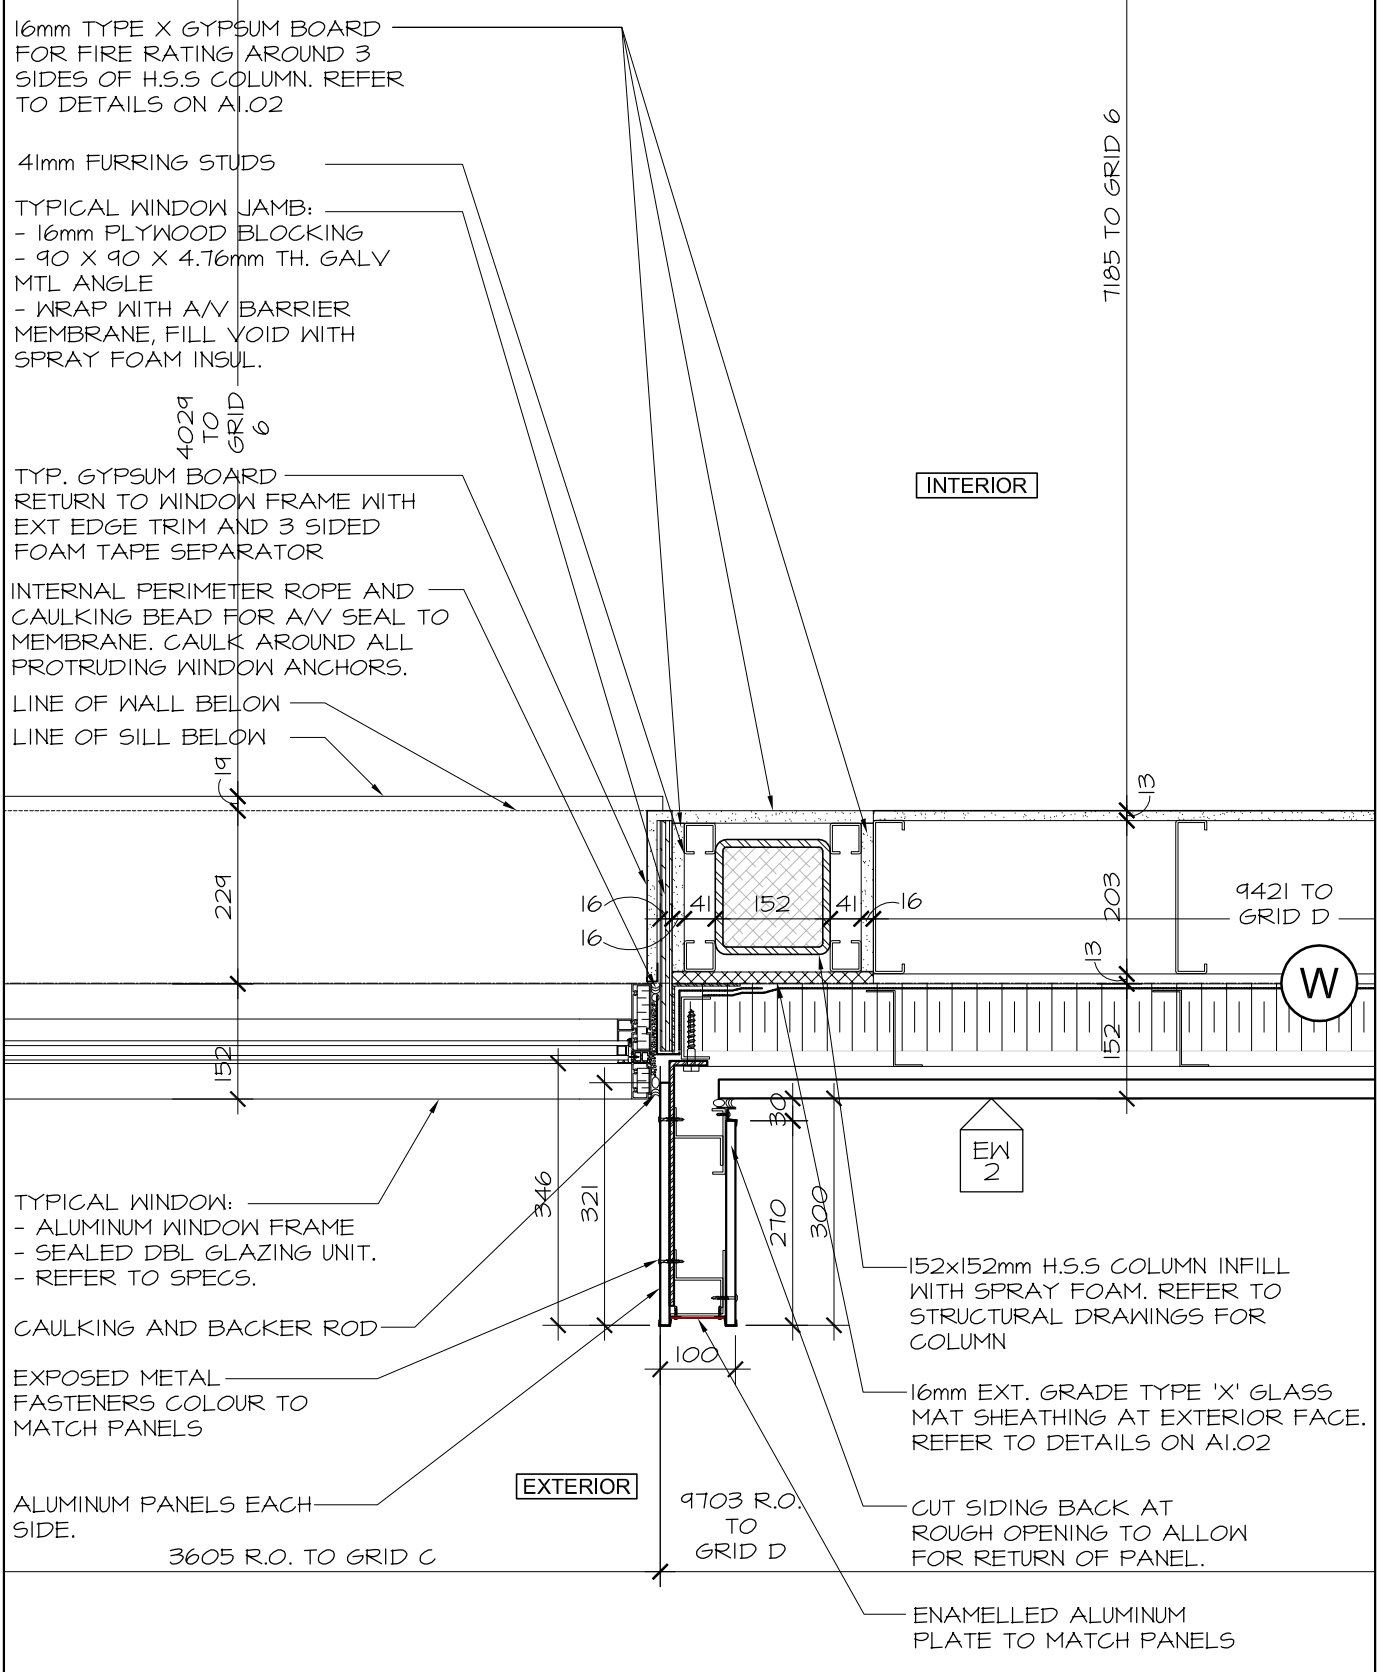 16mm TYPE X GYPSUM BOARD
FOR FIRE RATING AROUND 3
SIDES OF H.S.S COLUMN. REFER
TO DETAILS ON A1.02
41mm FURRING STUDS
TYPICAL WINDOW JAMB:
- 16mm PLYWOOD BLOCKING
- 90 X 90 X 4.76mm TH. GALV
MTL ANGLE
- WRAP WITH A/V BARRIER
MEMBRANE, FILL VOID WITH
SPRAY FOAM INSUL.
4029
TO
GRID
6
7185 TO GRID 6
TYP. GYPSUM BOARD
RETURN TO WINDOW FRAME WITH
EXT EDGE TRIM AND 3 SIDED
FOAM TAPE SEPARATOR
INTERIOR
INTERNAL PERIMETER ROPE AND
CAULKING BEAD FOR A/V SEAL TO
MEMBRANE. CAULK AROUND ALL
PROTRUDING WINDOW ANCHORS.
LINE OF WALL BELOW
LINE OF SILL BELOW
19
13
229
16
16
41
152
41
16
203
9421 TO
GRID D
13
W
152
152
30
346
321
270
300
EW
2
TYPICAL WINDOW:
- ALUMINUM WINDOW FRAME
- SEALED DBL GLAZING UNIT.
- REFER TO SPECS.
CAULKING AND BACKER ROD
EXPOSED METAL
FASTENERS COLOUR TO
MATCH PANELS
100
152x152mm H.S.S COLUMN INFILL
WITH SPRAY FOAM. REFER TO
STRUCTURAL DRAWINGS FOR
COLUMN
16mm EXT. GRADE TYPE 'X' GLASS
MAT SHEATHING AT EXTERIOR FACE.
REFER TO DETAILS ON A1.02
EXTERIOR
ALUMINUM PANELS EACH
SIDE.
3605 R.O. TO GRID C
9703 R.O.
TO
GRID D
CUT SIDING BACK AT
ROUGH OPENING TO ALLOW
FOR RETURN OF PANEL.
ENAMELLED ALUMINUM
PLATE TO MATCH PANELS